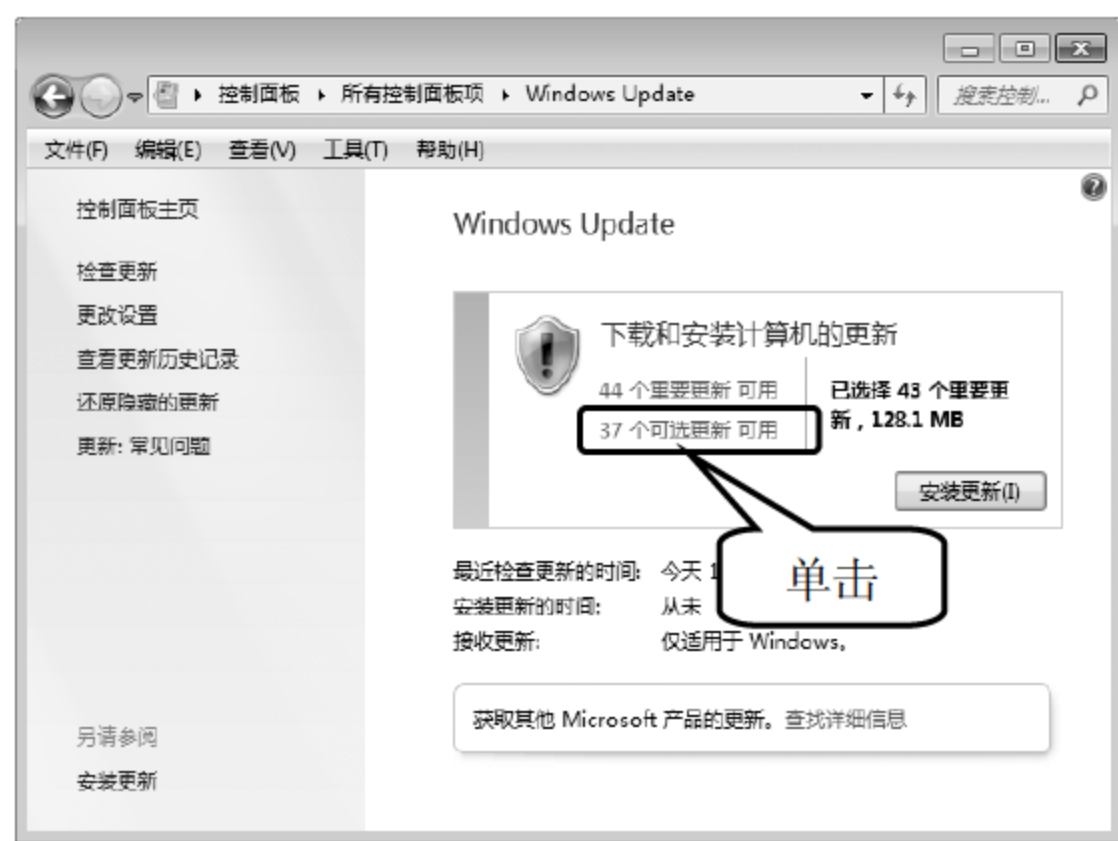 控制面板 所有控制面板项 Windows Update 搜索控制...
文件(F) 编辑(E) 查看(V) 工具(T) 帮助(H)
控制面板主页
检查更新
更改设置
查看更新历史记录
还原隐藏的更新
更新: 常见问题
另请参阅
安装更新
Windows Update
下载和安装计算机的更新
44 个重要更新 可用
37 个可选更新 可用
已选择 43 个重要更
新，128.1 MB
安装更新(I)
单击
最近检查更新的时间: 今天
安装更新的时间: 从未
接收更新: 仅适用于 Windows。
获取其他 Microsoft 产品的更新。查找详细信息